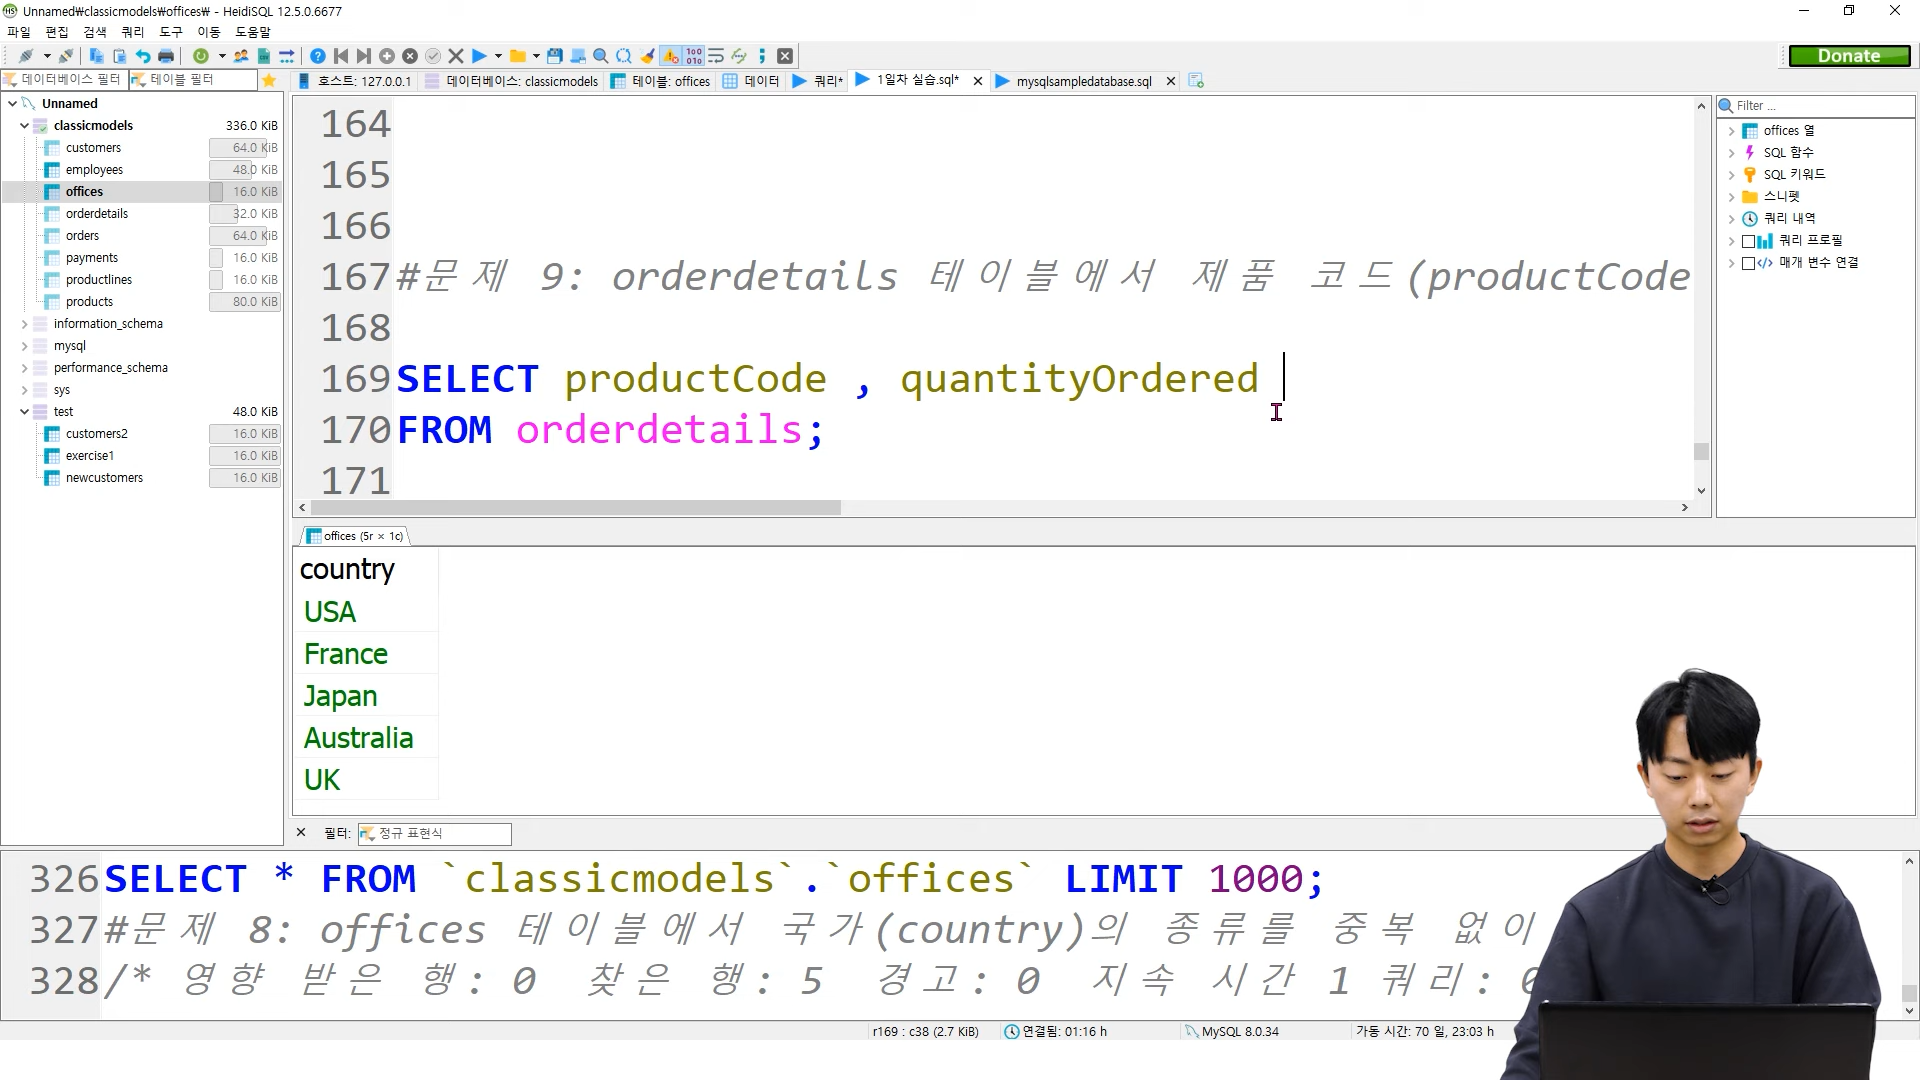 Unnamed\classicmodels\offices\ - HeidiSQL 12.5.0.6677
파일 편집 검색 쿼리 도구 이동 도움말
Donate
데이터베이스 필터 테이블 필터
호스트: 127.0.0.1 데이터베이스: classicmodels 테이블: offices 데이터 쿼리* 1일차 실습.sql* mysqlsampledatabase.sql
Unnamed
classicmodels 336.0 KiB
customers 64.0 KiB
employees 48.0 KiB
offices 16.0 KiB
orderdetails 32.0 KiB
orders 64.0 KiB
payments 16.0 KiB
productlines 16.0 KiB
products 80.0 KiB
information_schema
mysql
performance_schema
sys
test 48.0 KiB
customers2 16.0 KiB
exercise1 16.0 KiB
newcustomers 16.0 KiB
164
165
166
167 #문제 9: orderdetails 테이블에서 제품 코드(productCode
168
169 SELECT productCode , quantityOrdered
170 FROM orderdetails;
171
Filter ...
offices 열
SQL 함수
SQL 키워드
스니펫
쿼리 내역
쿼리 프로필
매개 변수 연결
offices (5r × 1c)
country
USA
France
Japan
Australia
UK
필터: 정규 표현식
326 SELECT * FROM `classicmodels`.`offices` LIMIT 1000;
327 #문제 8: offices 테이블에서 국가(country)의 종류를 중복 없이
328 /* 영향 받은 행: 0 찾은 행: 5 경고: 0 지속 시간 1 쿼리: 0
r169 : c38 (2.7 KiB) 연결됨: 01:16 h MySQL 8.0.34 가동 시간: 70 일, 23:03 h